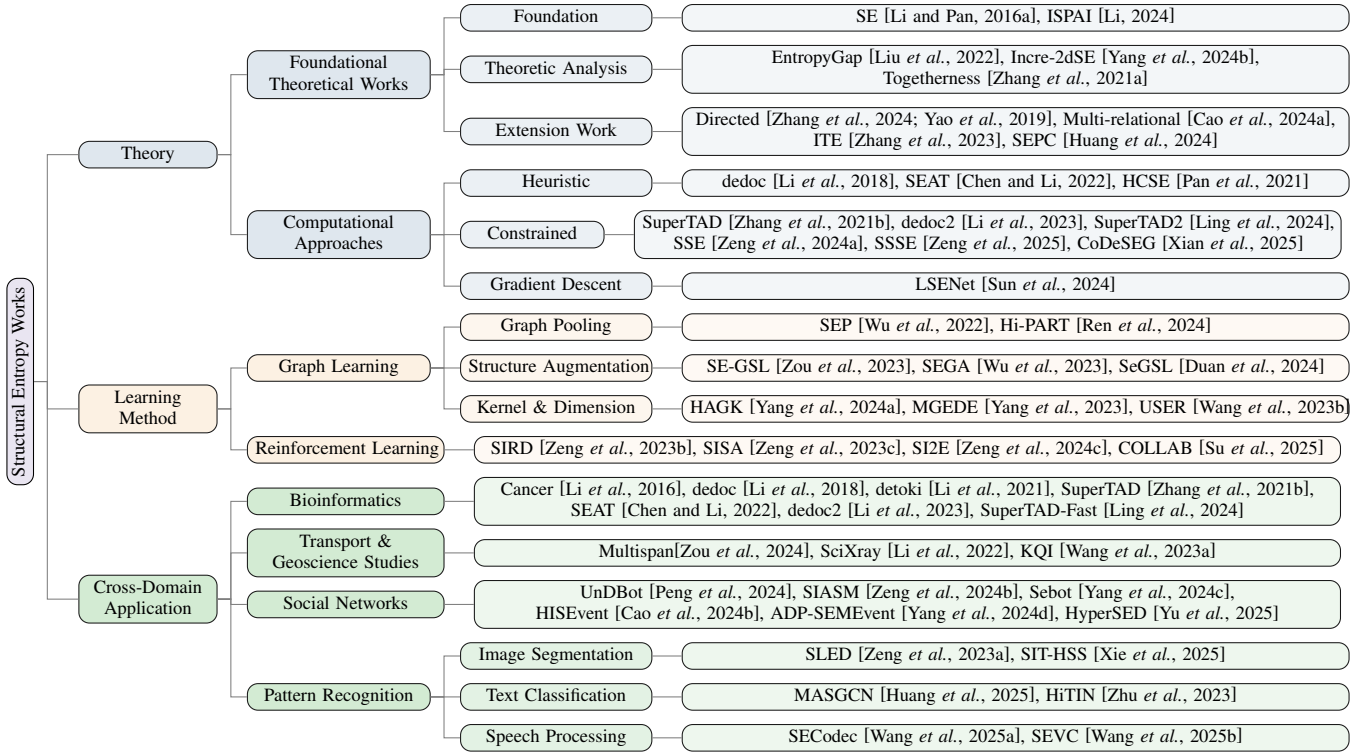 Structural Entropy Works
Theory
Foundational
Theoretical Works
Foundation
SE [Li and Pan, 2016a], ISPAI [Li, 2024]
Theoretic Analysis
EntropyGap [Liu et al., 2022], Incre-2dSE [Yang et al., 2024b],
Togetherness [Zhang et al., 2021a]
Extension Work
Directed [Zhang et al., 2024; Yao et al., 2019], Multi-relational [Cao et al., 2024a],
ITE [Zhang et al., 2023], SEPC [Huang et al., 2024]
Computational
Approaches
Heuristic
dedoc [Li et al., 2018], SEAT [Chen and Li, 2022], HCSE [Pan et al., 2021]
Constrained
SuperTAD [Zhang et al., 2021b], dedoc2 [Li et al., 2023], SuperTAD2 [Ling et al., 2024],
SSE [Zeng et al., 2024a], SSSE [Zeng et al., 2025], CoDeSEG [Xian et al., 2025]
Gradient Descent
LSENet [Sun et al., 2024]
Learning
Method
Graph Learning
Graph Pooling
SEP [Wu et al., 2022], Hi-PART [Ren et al., 2024]
Structure Augmentation
SE-GSL [Zou et al., 2023], SEGA [Wu et al., 2023], SeGSL [Duan et al., 2024]
Kernel & Dimension
HAGK [Yang et al., 2024a], MGEDE [Yang et al., 2023], USER [Wang et al., 2023b]
Reinforcement Learning
SIRD [Zeng et al., 2023b], SISA [Zeng et al., 2023c], SI2E [Zeng et al., 2024c], COLLAB [Su et al., 2025]
Cross-Domain
Application
Bioinformatics
Cancer [Li et al., 2016], dedoc [Li et al., 2018], detoki [Li et al., 2021], SuperTAD [Zhang et al., 2021b],
SEAT [Chen and Li, 2022], dedoc2 [Li et al., 2023], SuperTAD-Fast [Ling et al., 2024]
Transport &
Geoscience Studies
Multispan[Zou et al., 2024], SciXray [Li et al., 2022], KQI [Wang et al., 2023a]
Social Networks
UnDBot [Peng et al., 2024], SIASM [Zeng et al., 2024b], Sebot [Yang et al., 2024c],
HISEvent [Cao et al., 2024b], ADP-SEMEvent [Yang et al., 2024d], HyperSED [Yu et al., 2025]
Pattern Recognition
Image Segmentation
SLED [Zeng et al., 2023a], SIT-HSS [Xie et al., 2025]
Text Classification
MASGCN [Huang et al., 2025], HiTIN [Zhu et al., 2023]
Speech Processing
SECodec [Wang et al., 2025a], SEVC [Wang et al., 2025b]